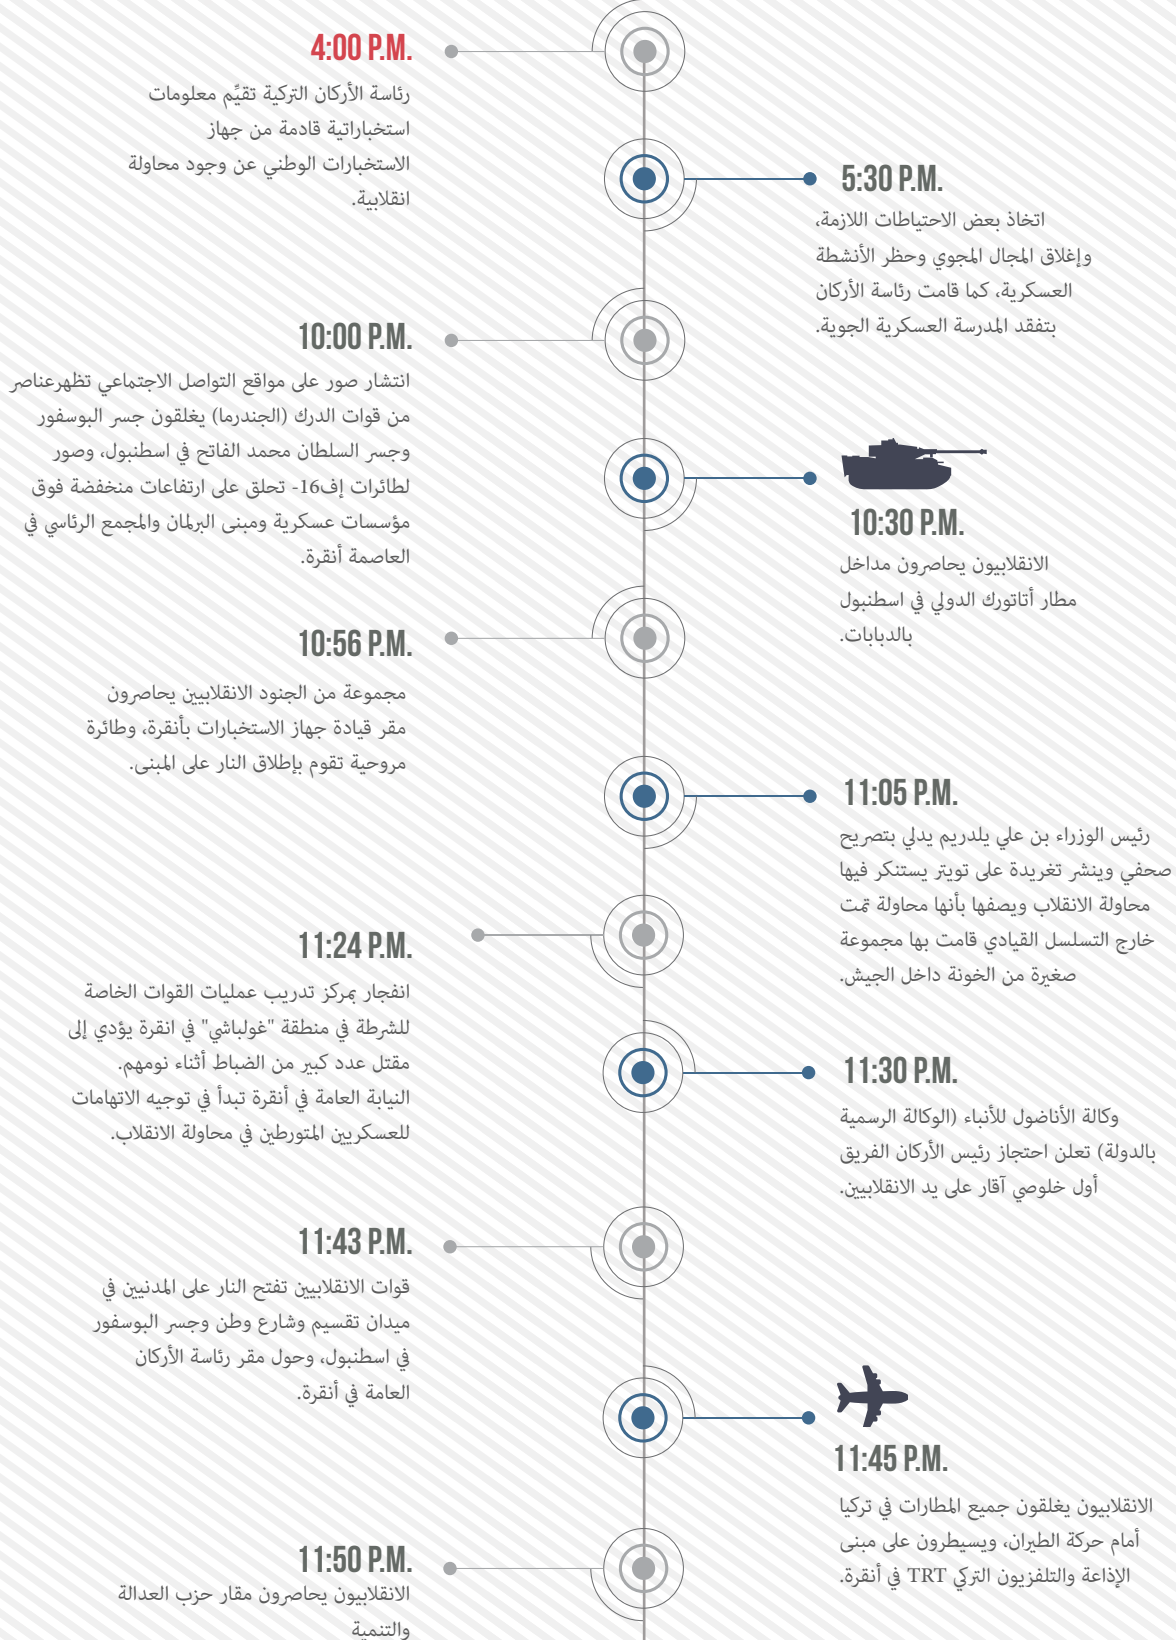 4:00 P.M.
رئاسة الأركان التركية تقيِّم معلومات
استخباراتية قادمة من جهاز
الاستخبارات الوطني عن وجود محاولة
انقلابية.
5:30 P.M.
اتخاذ بعض الاحتياطات اللازمة،
وإغلاق المجال المجوي وحظر الأنشطة
العسكرية، كما قامت رئاسة الأركان
بتفقد المدرسة العسكرية الجوية.
10:00 P.M.
انتشار صور على مواقع التواصل الاجتماعي تظهرعناصر
من قوات الدرك (الجندرما) يغلقون جسر البوسفور
وجسر السلطان محمد الفاتح في اسطنبول، وصور
لطائرات إف16- تحلق على ارتفاعات منخفضة فوق
مؤسسات عسكرية ومبنى البرلمان والمجمع الرئاسي في
العاصمة أنقرة.
10:30 P.M.
الانقلابيون يحاصرون مداخل
مطار أتاتورك الدولي في اسطنبول
بالدبابات.
10:56 P.M.
مجموعة من الجنود الانقلابيين يحاصرون
مقر قيادة جهاز الاستخبارات بأنقرة، وطائرة
مروحية تقوم بإطلاق النار على المبنى.
11:05 P.M.
رئيس الوزراء بن علي يلدريم يدلي بتصريح
صحفي وينشر تغريدة على تويتر يستنكر فيها
محاولة الانقلاب ويصفها بأنها محاولة تمت
خارج التسلسل القيادي قامت بها مجموعة
صغيرة من الخونة داخل الجيش.
11:24 P.M.
انفجار بمركز تدريب عمليات القوات الخاصة
للشرطة في منطقة "غولباشي" في انقرة يؤدي إلى
مقتل عدد كبير من الضباط أثناء نومهم.
النيابة العامة في أنقرة تبدأ في توجيه الاتهامات
للعسكريين المتورطين في محاولة الانقلاب.
11:30 P.M.
وكالة الأناضول للأنباء (الوكالة الرسمية
بالدولة) تعلن احتجاز رئيس الأركان الفريق
أول خلوصي آقار على يد الانقلابيين.
11:43 P.M.
قوات الانقلابيين تفتح النار على المدنيين في
ميدان تقسيم وشارع وطن وجسر البوسفور
في اسطنبول، وحول مقر رئاسة الأركان
العامة في أنقرة.
11:45 P.M.
الانقلابيون يغلقون جميع المطارات في تركيا
أمام حركة الطيران، ويسيطرون على مبنى
الإذاعة والتلفزيون التركي TRT في أنقرة.
11:50 P.M.
الانقلابيون يحاصرون مقار حزب العدالة
والتنمية